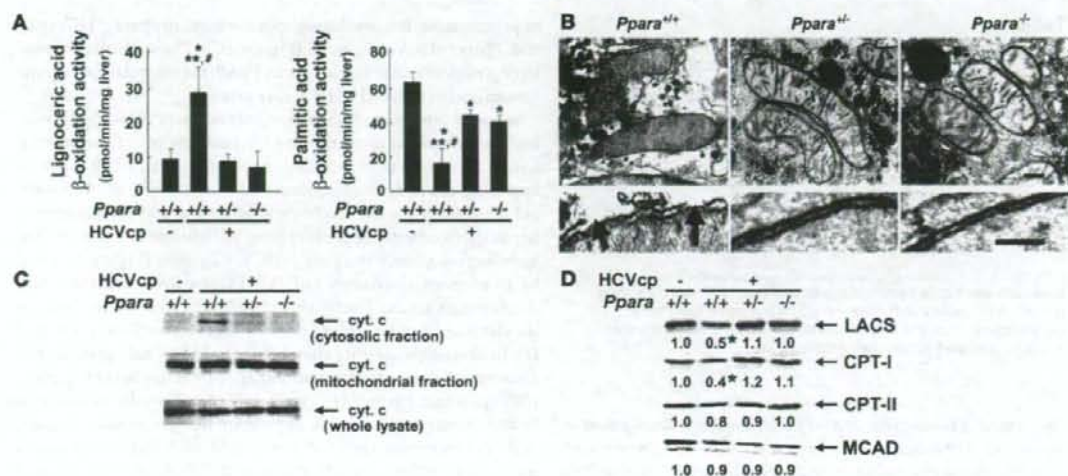 A
Lignoceric acid
β-oxidation activity
(pmol/min/mg liver)
40
30
20
10
0
*
**,#
Ppara +/+ +/+ +/- -/-
HCVcp - +
Palmitic acid
β-oxidation activity
(pmol/min/mg liver)
80
60
40
20
0
*
**,#
*
*
Ppara +/+ +/+ +/- -/-
HCVcp - +
B
Ppara+/+ Ppara+/- Ppara-/-
C
HCVcp - +
Ppara +/+ +/+ +/- -/-
cyt. c
(cytosolic fraction)
cyt. c
(mitochondrial fraction)
cyt. c
(whole lysate)
D
HCVcp - +
Ppara +/+ +/+ +/- -/-
LACS
1.0 0.5* 1.1 1.0
CPT-I
1.0 0.4* 1.2 1.1
CPT-II
1.0 0.8 0.9 1.0
MCAD
1.0 0.9 0.9 0.9